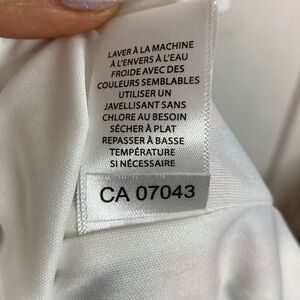 LAVER À LA MACHINE
À L'ENVERS À L'EAU
FROIDE AVEC DES
COULEURS SEMBLABLES
UTILISER UN
JAVELLISANT SANS
CHLORE AU BESOIN
SÉCHER À PLAT
REPASSER À BASSE
TEMPÉRATURE
SI NÉCESSAIRE
CA 07043